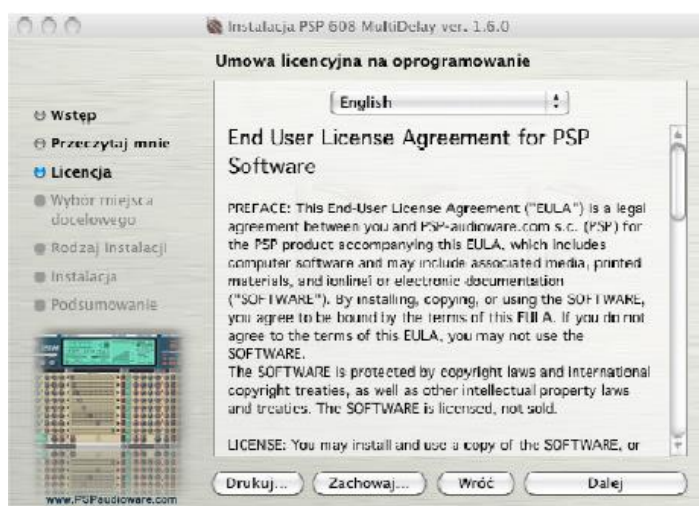 Instalacja PSP 608 MultiDelay ver. 1.6.0
Umowa licencyjna na oprogramowanie
Wstęp
Przeczytaj mnie
Licencja
Wybór miejsca
docelowego
Rodzaj Instalacji
Instalacja
Podsumowanie
www.PSPaudioware.com
English
End User License Agreement for PSP
Software
PREFACE: This End-User License Agreement ("EULA") is a legal
agreement between you and PSP-audioware.com s.c. (PSP) for
the PSP product accompanying this EULA, which includes
computer software and may include associated media, printed
materials, and ionlineî or electronic documentation
("SOFTWARE"). By installing, copying, or using the SOFTWARE,
you agree to be bound by the terms of this EULA. If you do not
agree to the terms of this EULA, you may not use the
SOFTWARE.
The SOFTWARE is protected by copyright laws and international
copyright treaties, as well as other intellectual property laws
and treaties. The SOFTWARE is licensed, not sold.
LICENSE: You may install and use a copy of the SOFTWARE, or
Drukuj... Zachowaj... Wróć Dalej